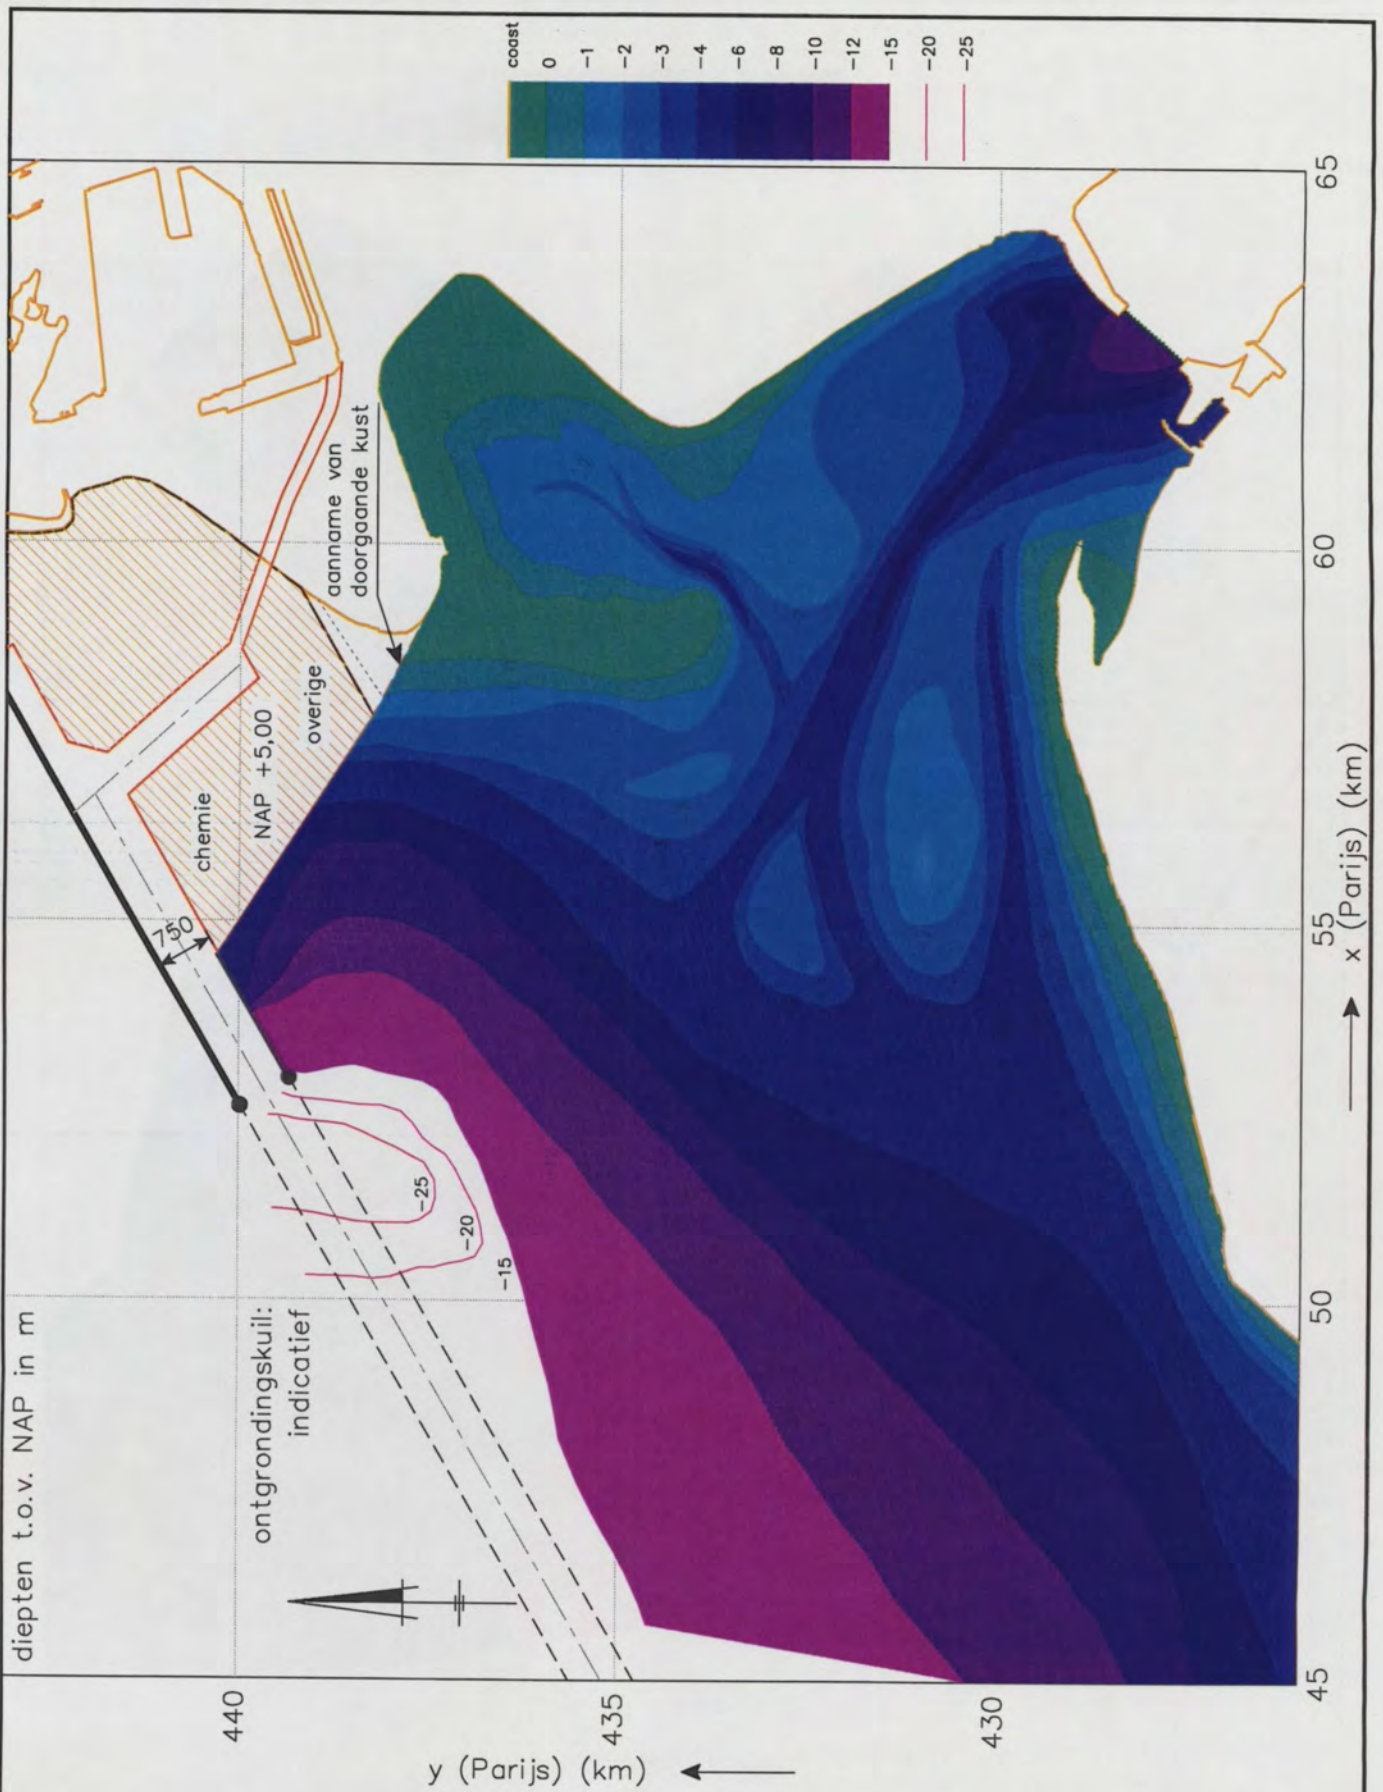 diepten t.o.v. NAP in m
ontgrondingskuil:
indicatief
750
chemie
NAP +5,00
overige
aanname van
doorgaande kust
-25
-20
-15
coast
0
-1
-2
-3
-4
-6
-8
-10
-12
-15
-20
-25
440
435
430
y (Parijs) (km)
45
50
55
60
65
x (Parijs) (km)